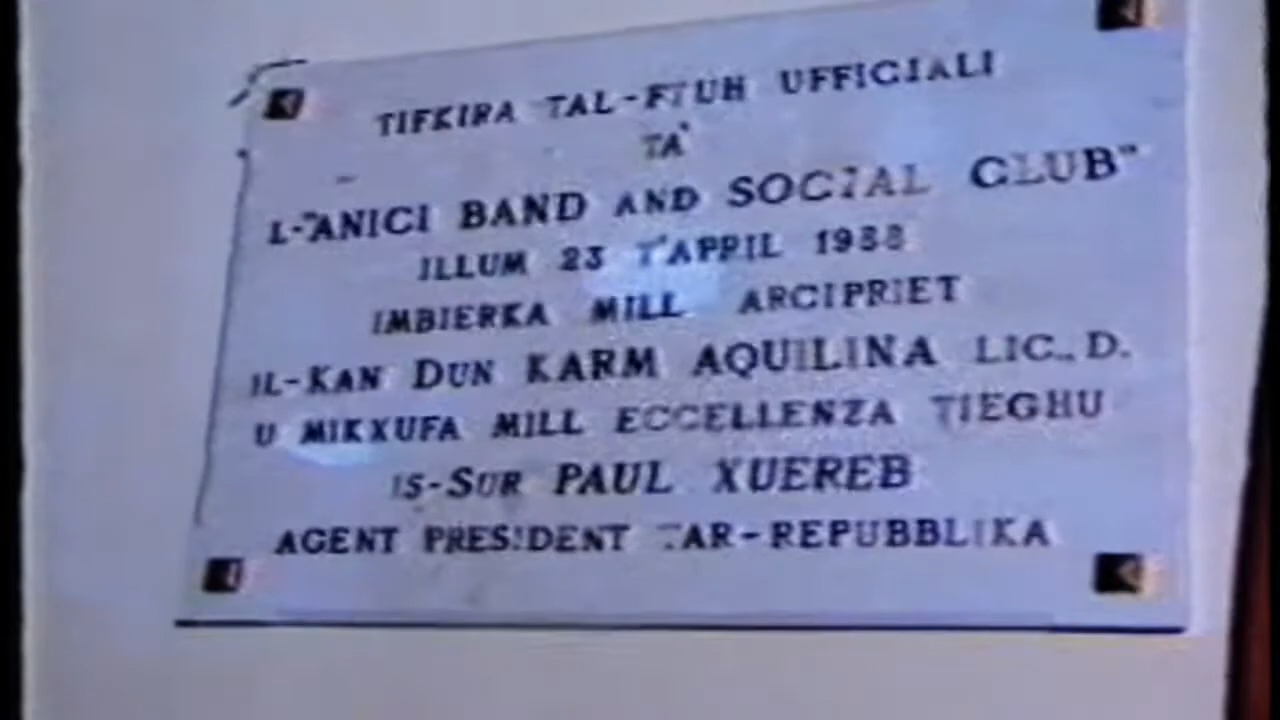 TIFKIRA TAL-FTUH UFFICIALI
TA'
L-"ANICI BAND AND SOCIAL CLUB"
ILLUM 23 T'APRIL 1988
IMBIERKA MILL ARCIPRIET
IL-KAN DUN KARM AQUILINA LIC. D.
U MIKXUFA MILL ECCELLENZA TIEGHU
IS-SUR PAUL XUEREB
AGENT PRESIDENT TAR-REPUBBLIKA